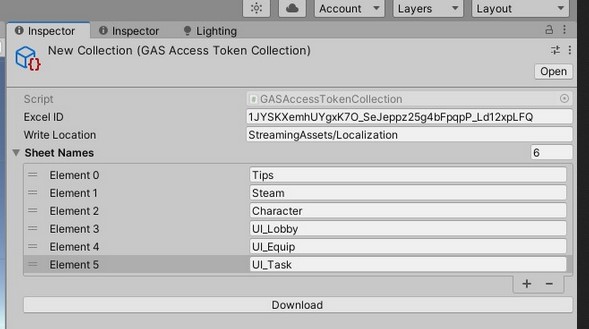 Account Layers Layout
Inspector Inspector Lighting
New Collection (GAS Access Token Collection)
Open
Script GASAccessTokenCollection
Excel ID 1JYSKXemhUYgxK7O_SeJeppz25g4bFpqpP_Ld12xpLFQ
Write Location StreamingAssets/Localization
Sheet Names 6
Element 0 Tips
Element 1 Steam
Element 2 Character
Element 3 UI_Lobby
Element 4 UI_Equip
Element 5 UI_Task
+ −
Download